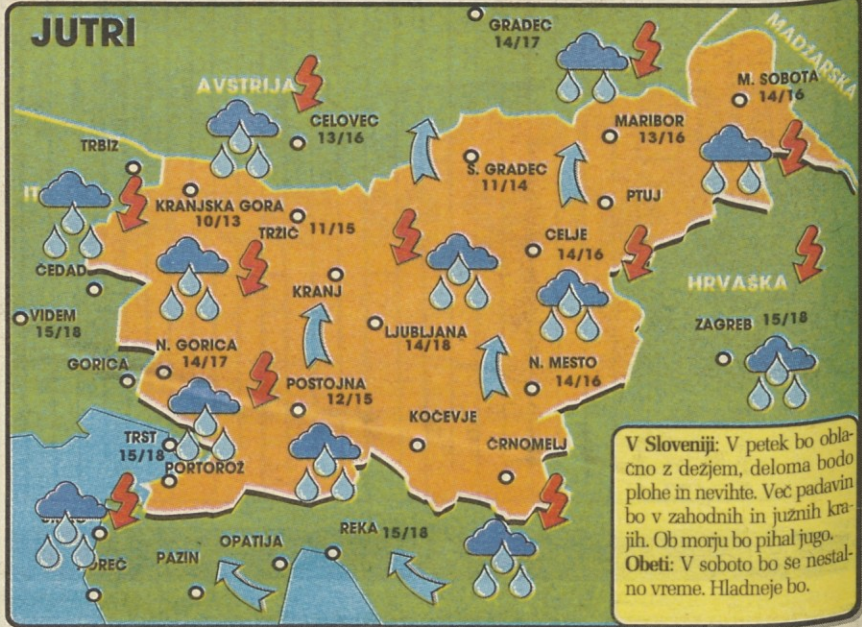 JUTRI
GRADEC
14/17
MADŽARSKA
AVSTRIJA
M. SOBOTA
14/16
CELOVEC
13/16
MARIBOR
13/16
TRBIŽ
S. GRADEC
11/14
IT
KRANJSKA GORA
10/13
PTUJ
TRŽIČ 11/15
CELJE
14/16
ČEDAD
KRANJ
HRVAŠKA
VIDEM
15/18
LJUBLJANA
14/18
ZAGREB 15/18
N. GORICA
14/17
GORICA
POSTOJNA
12/15
N. MESTO
14/16
KOČEVJE
TRST
15/18
ČRNOMELJ
PORTOROŽ
REKA 15/18
OPATIJA
PAZIN
OREČ
V Sloveniji: V petek bo obla-
čno z dežjem, deloma bodo
plohe in nevihte. Več padavin
bo v zahodnih in južnih kra-
jih. Ob morju bo pihal jugo.
Obeti: V soboto bo še nestal-
no vreme. Hladneje bo.